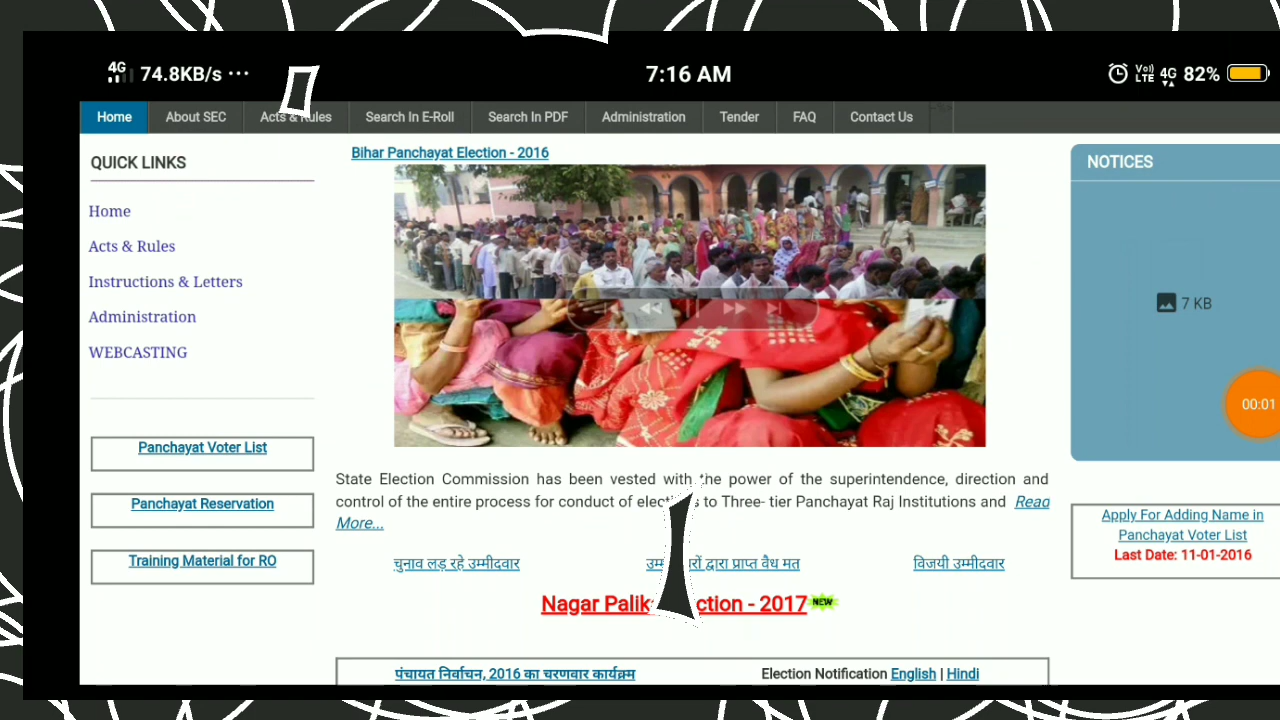 4G 74.8KB/s ...
7:16 AM
VoLTE 4G 82%
Home About SEC Acts & Rules Search In E-Roll Search In PDF Administration Tender FAQ Contact Us
QUICK LINKS
Home
Acts & Rules
Instructions & Letters
Administration
WEBCASTING
Panchayat Voter List
Panchayat Reservation
Training Material for RO
Bihar Panchayat Election - 2016
State Election Commission has been vested with the power of the superintendence, direction and
control of the entire process for conduct of to Three- tier Panchayat Raj Institutions and Read
More...
चुनाव लड़ रहे उम्मीदवार
द्वारा प्राप्त वैध मत
विजयी उम्मीदवार
Nagar - 2017 NEW
पंचायत निर्वाचन, 2016 का चरणवार कार्यक्रम
Election Notification English | Hindi
NOTICES
7 KB
00:01
Apply For Adding Name in
Panchayat Voter List
Last Date: 11-01-2016